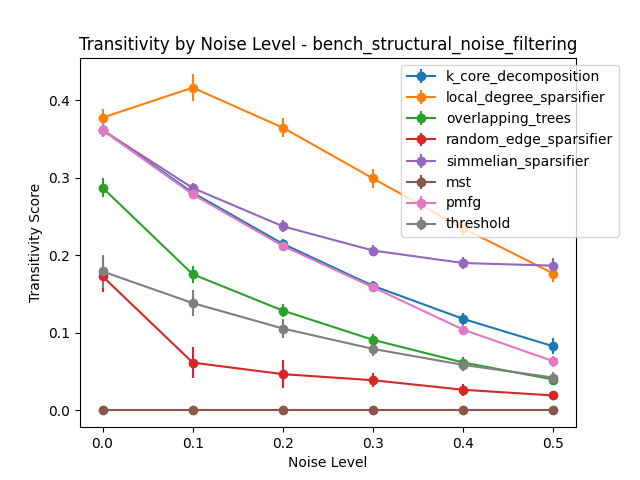 Transitivity by Noise Level - bench_structural_noise_filtering
k_core_decomposition
local_degree_sparsifier
overlapping_trees
random_edge_sparsifier
simmelian_sparsifier
mst
pmfg
threshold
Transitivity Score
0.4
0.3
0.2
0.1
0.0
0.0 0.1 0.2 0.3 0.4 0.5
Noise Level